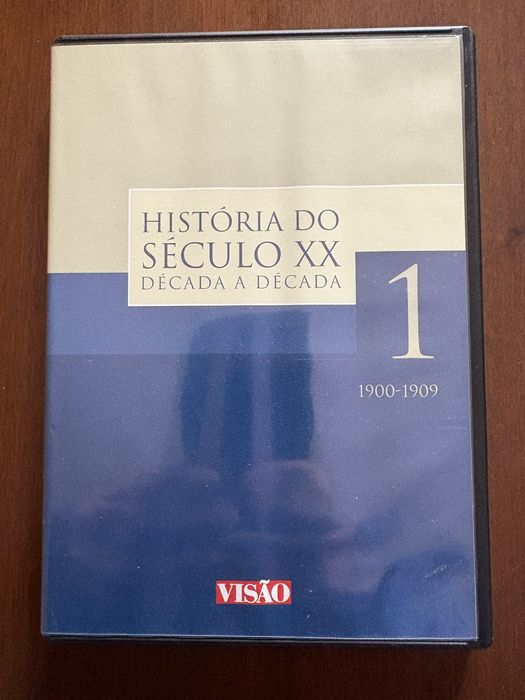 HISTÓRIA DO
SÉCULO XX
DÉCADA A DÉCADA
1
1900-1909
VISÃO